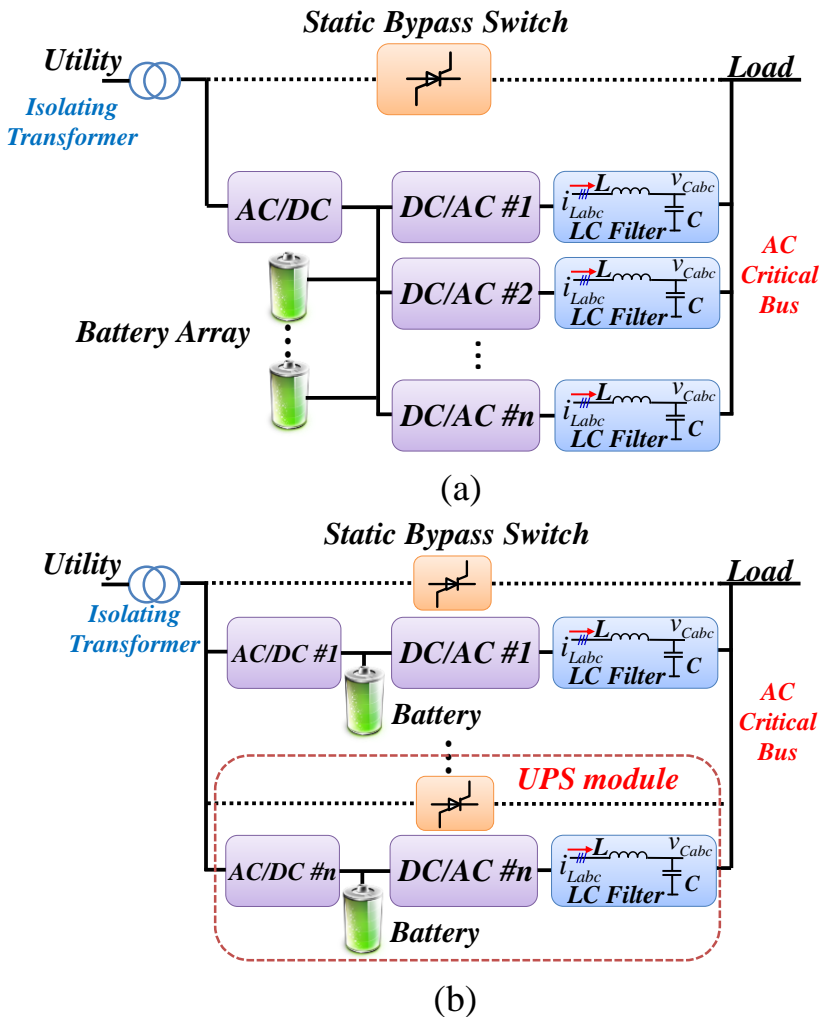 Static Bypass Switch
Utility
Load
Isolating
Transformer
AC/DC
DC/AC #1
i_Labc
L
v_Cabc
C
LC Filter
DC/AC #2
i_Labc
L
v_Cabc
C
LC Filter
AC
Critical
Bus
Battery Array
DC/AC #n
i_Labc
L
v_Cabc
C
LC Filter
(a)
Static Bypass Switch
Utility
Load
Isolating
Transformer
AC/DC #1
DC/AC #1
i_Labc
L
v_Cabc
C
LC Filter
Battery
AC
Critical
Bus
UPS module
AC/DC #n
DC/AC #n
i_Labc
L
v_Cabc
C
LC Filter
Battery
(b)